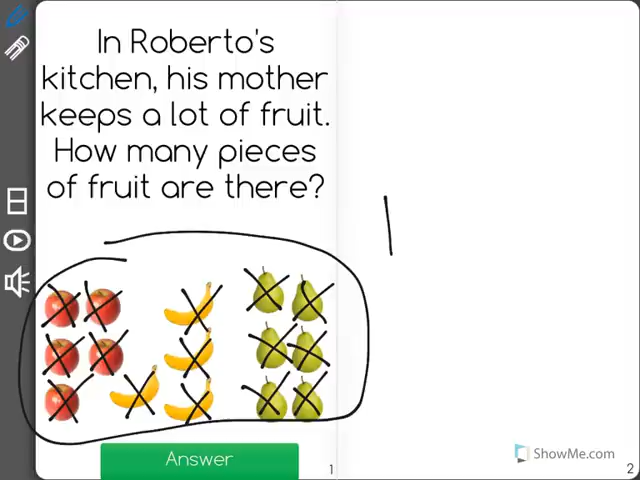 In Roberto's
kitchen, his mother
keeps a lot of fruit.
How many pieces
of fruit are there?
Answer
1
ShowMe.com
2